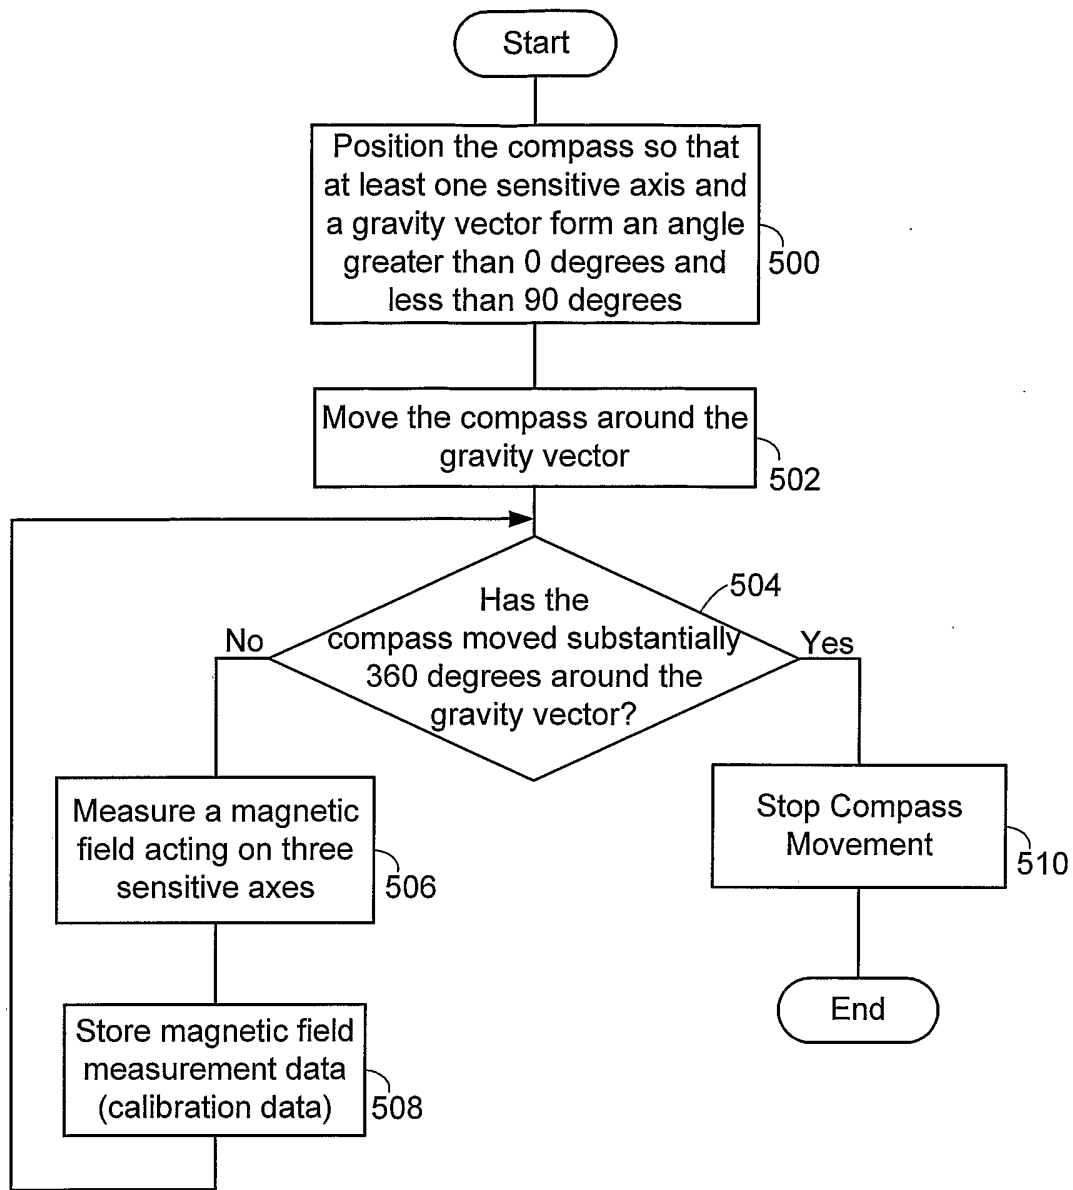 Start
Position the compass so that
at least one sensitive axis and
a gravity vector form an angle
greater than 0 degrees and
less than 90 degrees
500
Move the compass around the
gravity vector
502
504
Has the
compass moved substantially
360 degrees around the
gravity vector?
No
Yes
Measure a magnetic
field acting on three
sensitive axes
506
Stop Compass
Movement
510
Store magnetic field
measurement data
(calibration data)
508
End